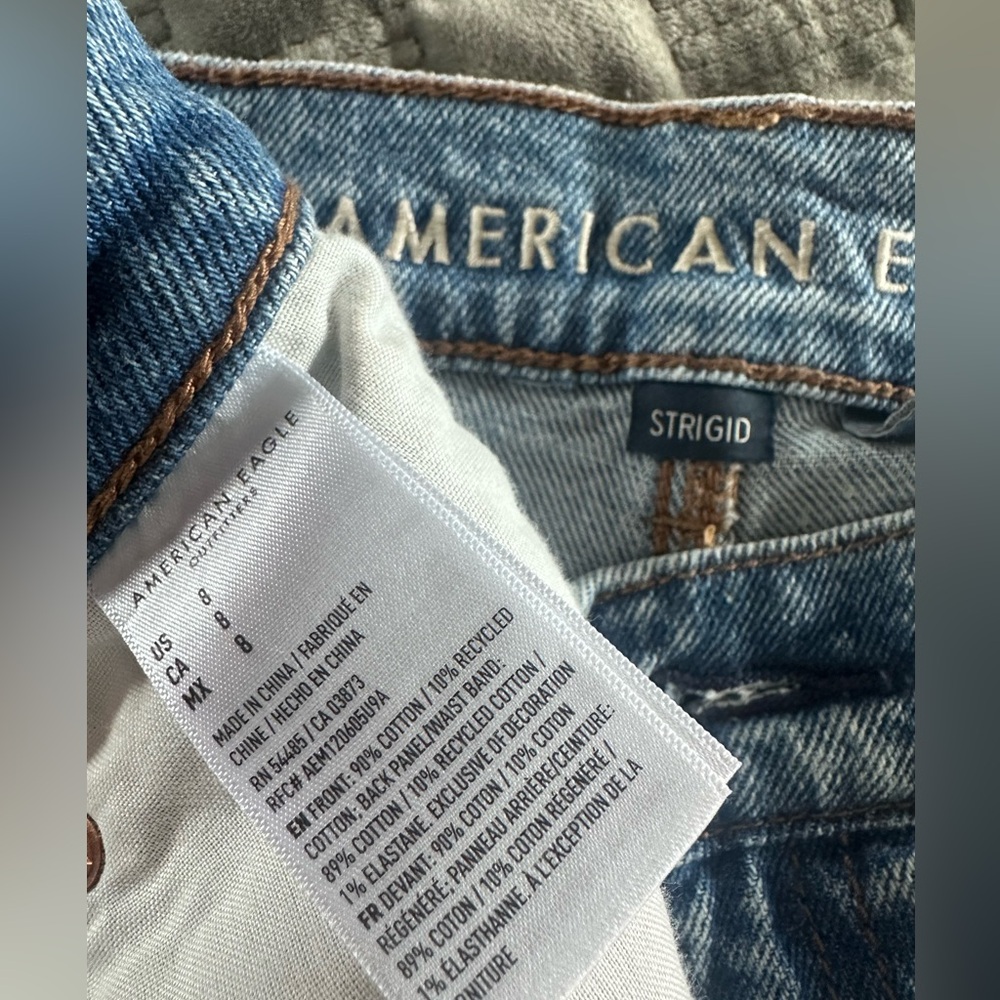 AMERICAN E
STRIGID
AMERICAN EAGLE
OUTFITTERS
US 8
CA 8
MX 8
MADE IN CHINA / FABRIQUÉ EN
CHINE / HECHO EN CHINA
RN 54485 / CA 03873
RFC# AEM120605U9A
EN FRONT: 90% COTTON / 10% RECYCLED
COTTON; BACK PANEL/WAIST BAND:
89% COTTON / 10% RECYCLED COTTON /
1% ELASTANE. EXCLUSIVE OF DECORATION
FR DEVANT: 90% COTON / 10% COTON
RÉGÉNÉRÉ; PANNEAU ARRIÈRE/CEINTURE:
89% COTON / 10% COTON RÉGÉNÉRÉ /
1% ÉLASTHANNE. À L'EXCEPTION DE LA
RNITURE